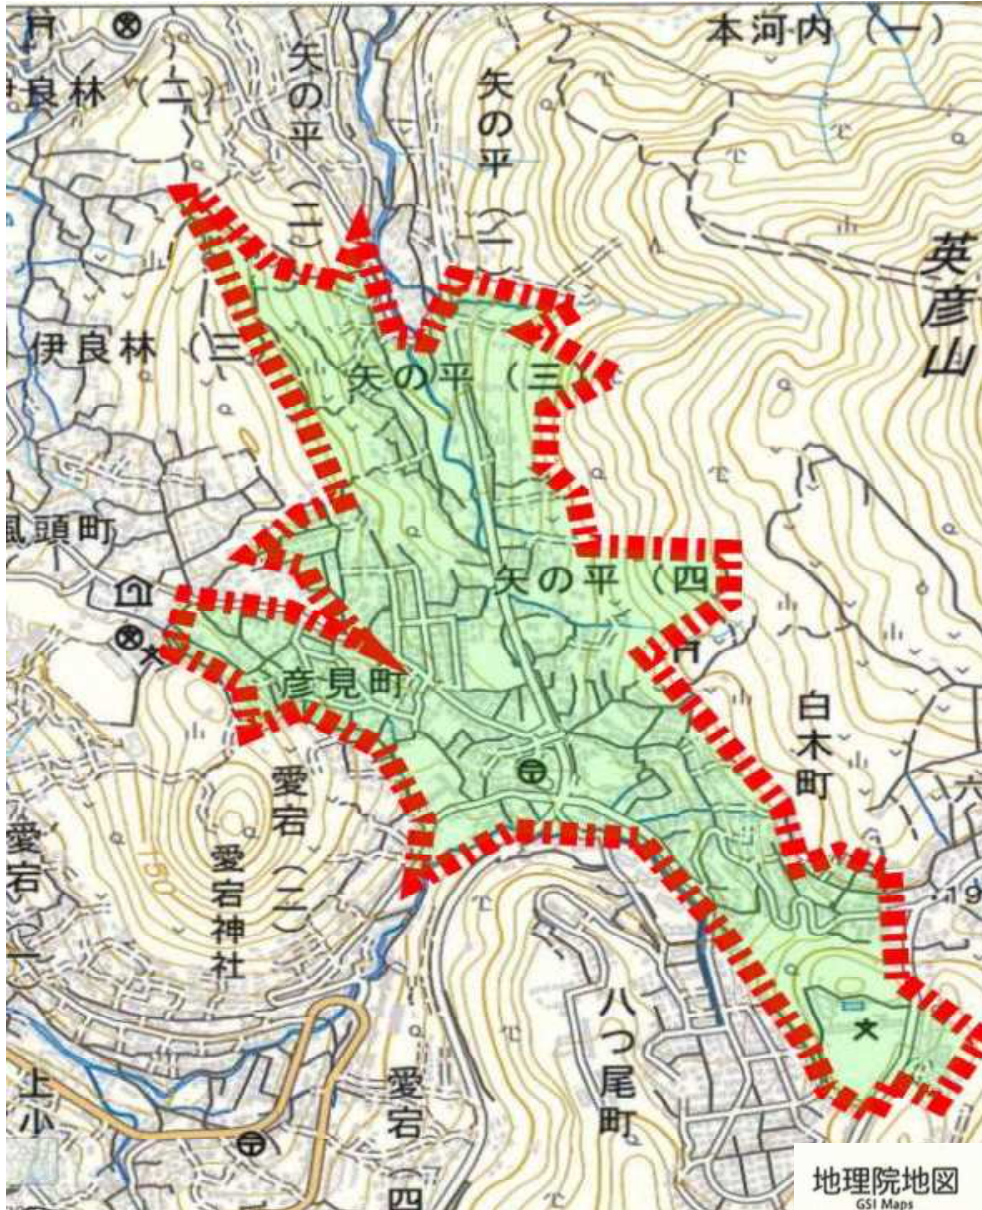 本河内(一)
伊良林(二)
矢の平(二)
矢の平(一)
英彦山
伊良林(三)
矢の平(三)
風頭町
矢の平(四)
彦見町
白木町
愛宕(二)
愛宕神社
愛宕
150
八つ尾町
愛宕(四
上小
地理院地図
GSI Maps